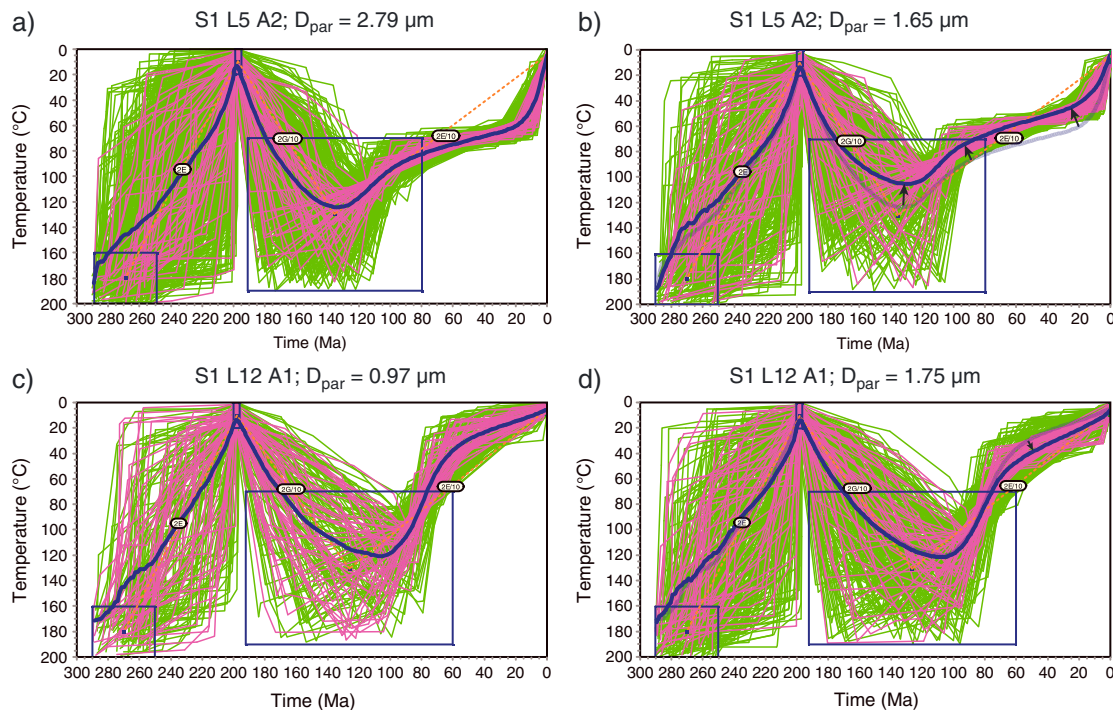 a)
S1 L5 A2; Dpar = 2.79 µm
Temperature (°C)
0
20
40
60
80
100
120
140
160
180
200
2E
2G/10
2E/10
300 280 260 240 220 200 180 160 140 120 100 80 60 40 20 0
Time (Ma)
b)
S1 L5 A2; Dpar = 1.65 µm
Temperature (°C)
0
20
40
60
80
100
120
140
160
180
200
2E
2G/10
2E/10
300 280 260 240 220 200 180 160 140 120 100 80 60 40 20 0
Time (Ma)
c)
S1 L12 A1; Dpar = 0.97 µm
Temperature (°C)
0
20
40
60
80
100
120
140
160
180
200
2E
2G/10
2E/10
300 280 260 240 220 200 180 160 140 120 100 80 60 40 20 0
Time (Ma)
d)
S1 L12 A1; Dpar = 1.75 µm
Temperature (°C)
0
20
40
60
80
100
120
140
160
180
200
2E
2G/10
2E/10
300 280 260 240 220 200 180 160 140 120 100 80 60 40 20 0
Time (Ma)